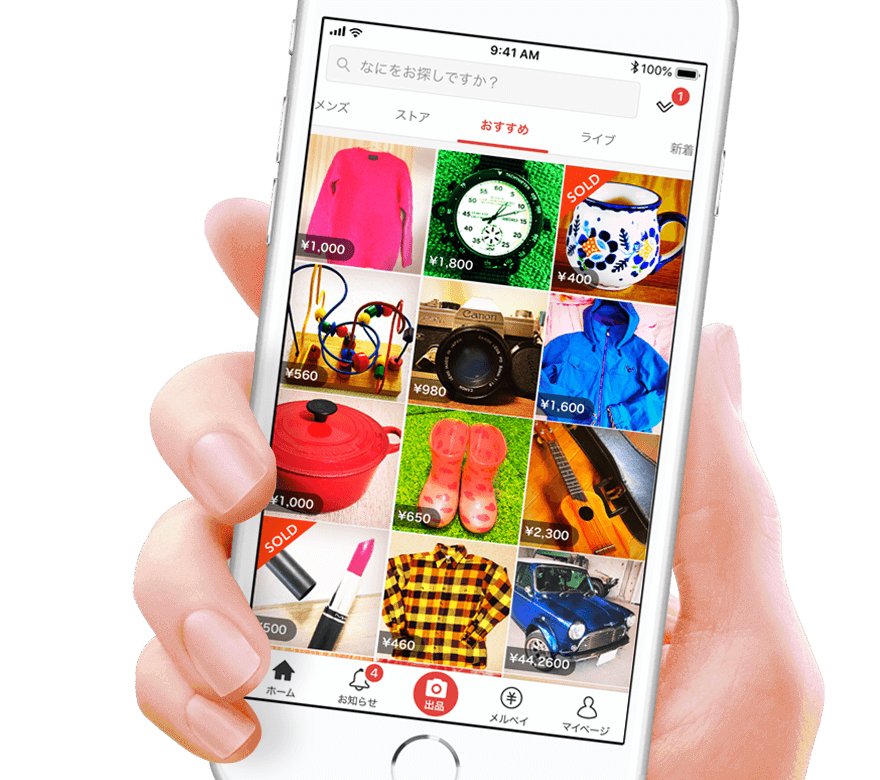 9:41 AM
100%
なにをお探しですか？
1
メンズ
ストア
おすすめ
ライブ
新着
¥1,000
¥1,800
SOLD
¥400
¥560
Canon
¥980
¥1,600
¥1,000
¥650
¥2,300
SOLD
¥500
¥460
¥44,2600
ホーム
4
お知らせ
出品
¥
メルペイ
マイページ